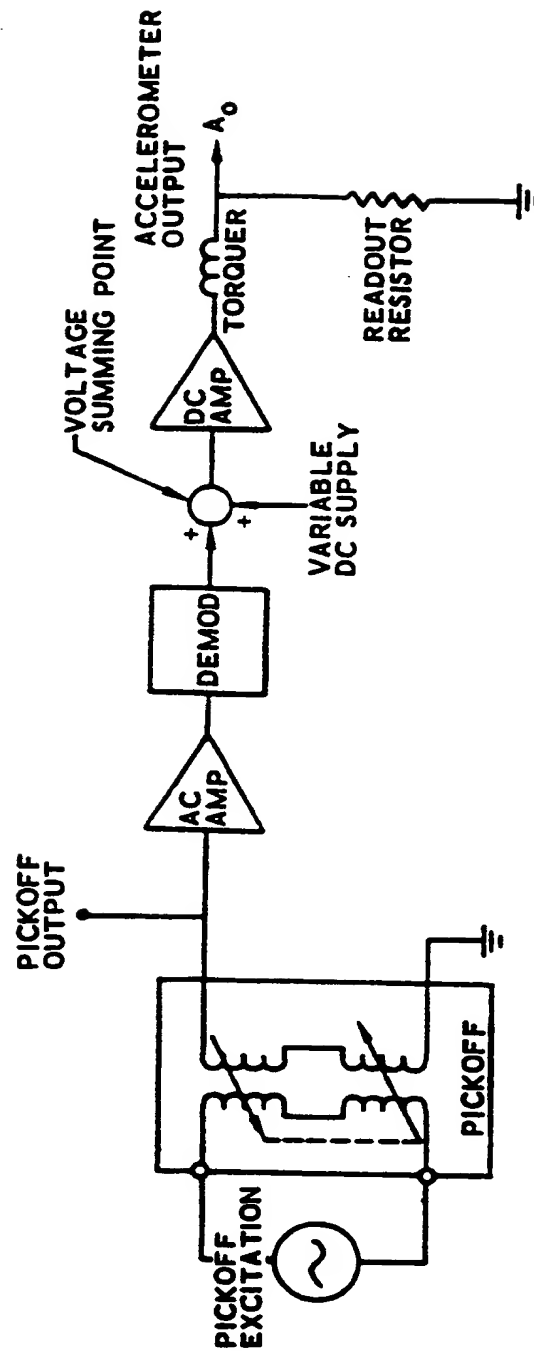 PICKOFF
EXCITATION
PICKOFF
PICKOFF
OUTPUT
AC
AMP
DEMOD
+
+
VOLTAGE
SUMMING POINT
VARIABLE
DC SUPPLY
DC
AMP
TORQUER
ACCELEROMETER
OUTPUT
A₀
READOUT
RESISTOR